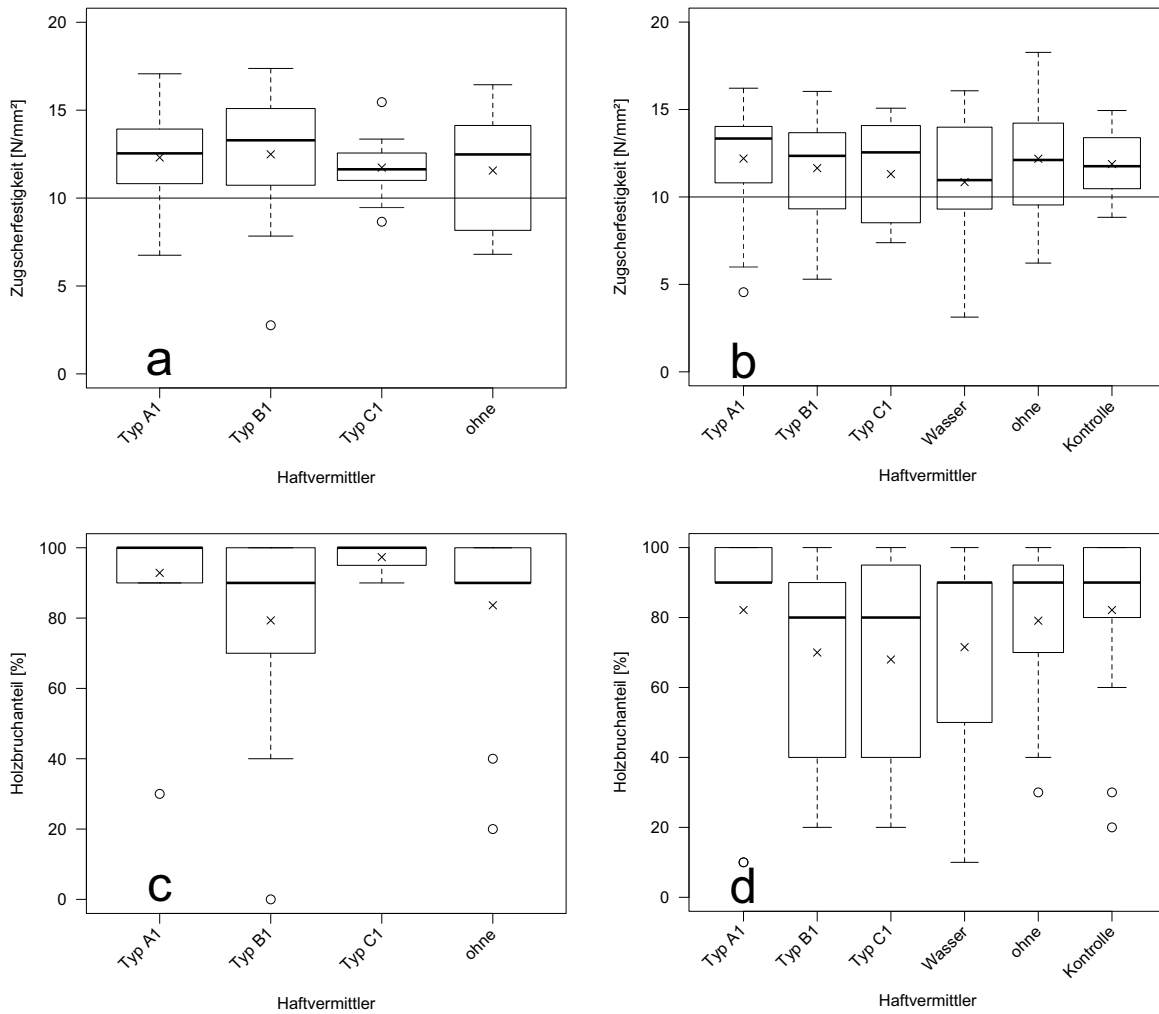 Zugscherfestigkeit [N/mm²]
20
15
10
5
0
a
Typ A1
Typ B1
Typ C1
ohne
Haftvermittler
Zugscherfestigkeit [N/mm²]
20
15
10
5
0
b
Typ A1
Typ B1
Typ C1
Wasser
ohne
Kontrolle
Haftvermittler
Holzbruchanteil [%]
100
80
60
40
20
0
c
Typ A1
Typ B1
Typ C1
ohne
Haftvermittler
Holzbruchanteil [%]
100
80
60
40
20
0
d
Typ A1
Typ B1
Typ C1
Wasser
ohne
Kontrolle
Haftvermittler